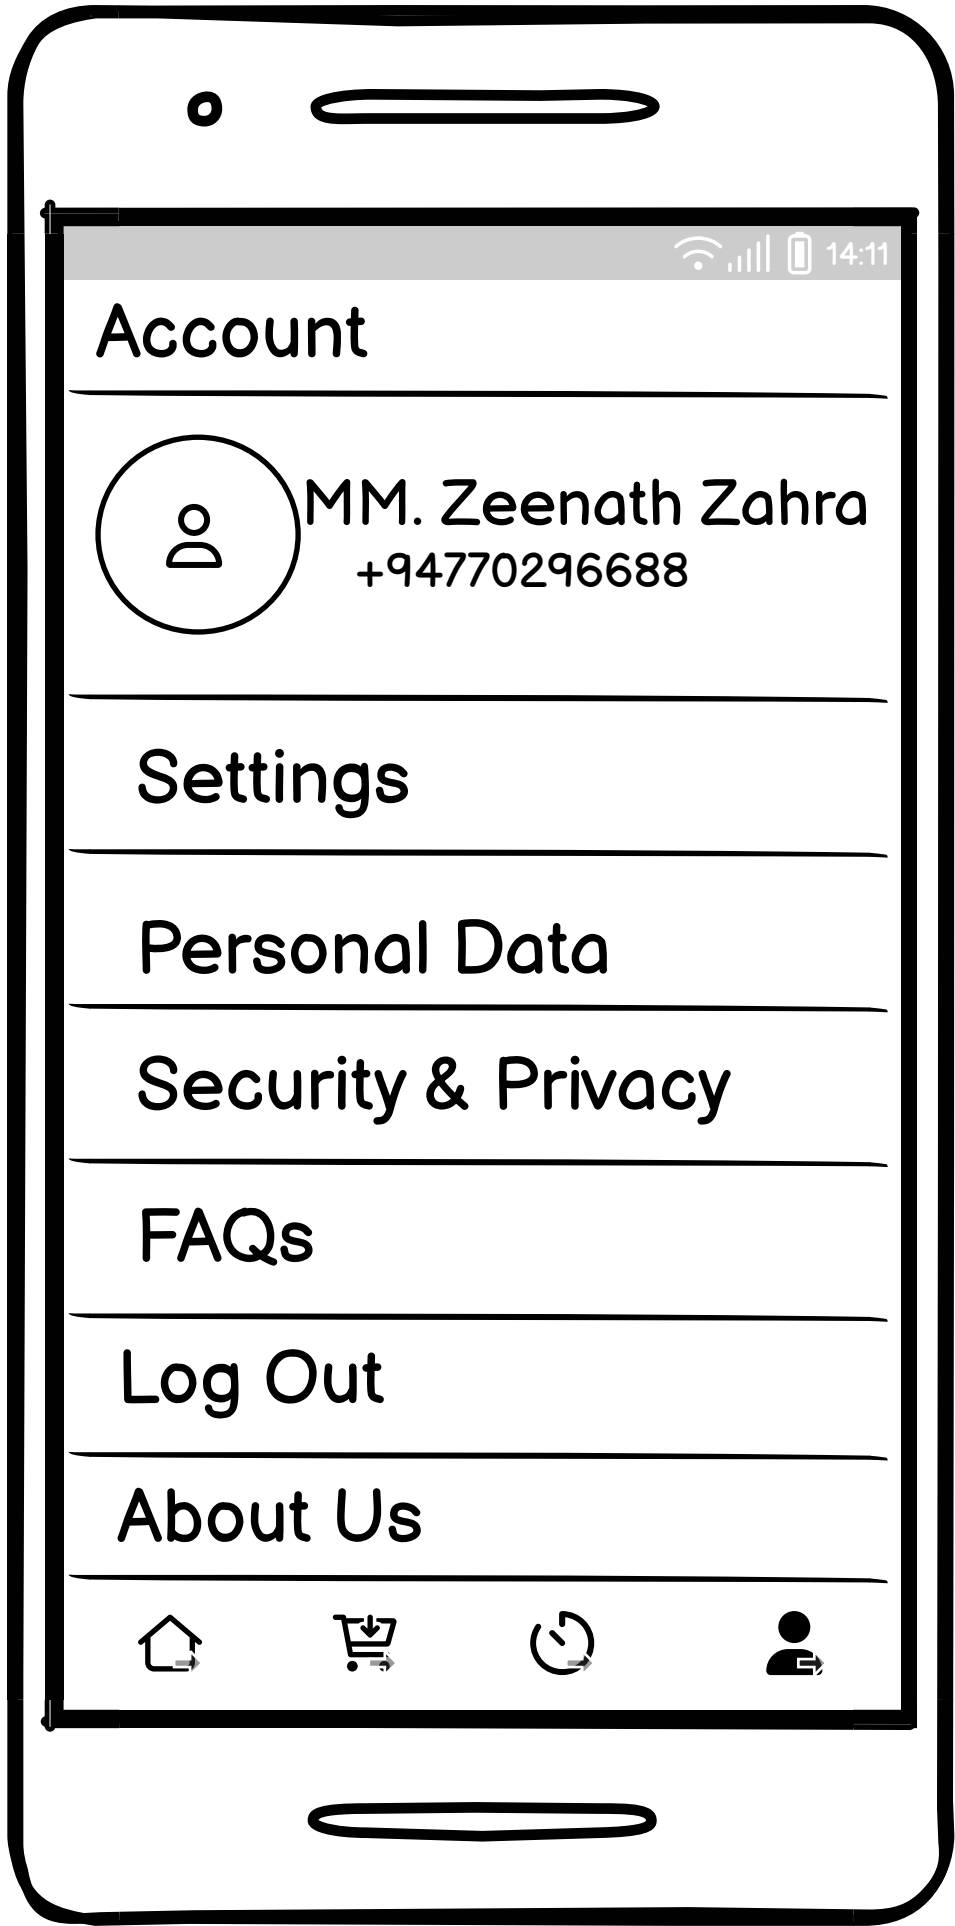 14:11
Account
MM. Zeenath Zahra
+94770296688
Settings
Personal Data
Security & Privacy
FAQs
Log Out
About Us